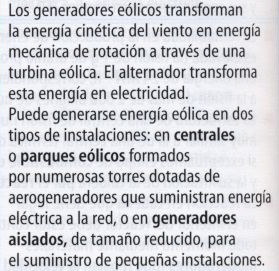 Los generadores eólicos transforman
la energía cinética del viento en energía
mecánica de rotación a través de una
turbina eólica. El alternador transforma
esta energía en electricidad.
Puede generarse energía eólica en dos
tipos de instalaciones: en centrales
o parques eólicos formados
por numerosas torres dotadas de
aerogeneradores que suministran energía
eléctrica a la red, o en generadores
aislados, de tamaño reducido, para
el suministro de pequeñas instalaciones.